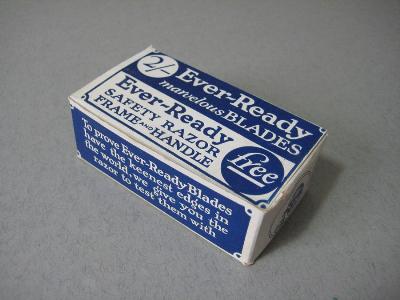 2/-
Ever-Ready
marvelous BLADES
Ever-Ready
SAFETY RAZOR
FRAME AND HANDLE
free
To prove Ever-Ready Blades
have the keenest edges in
the world, we give you the
razor to test them with